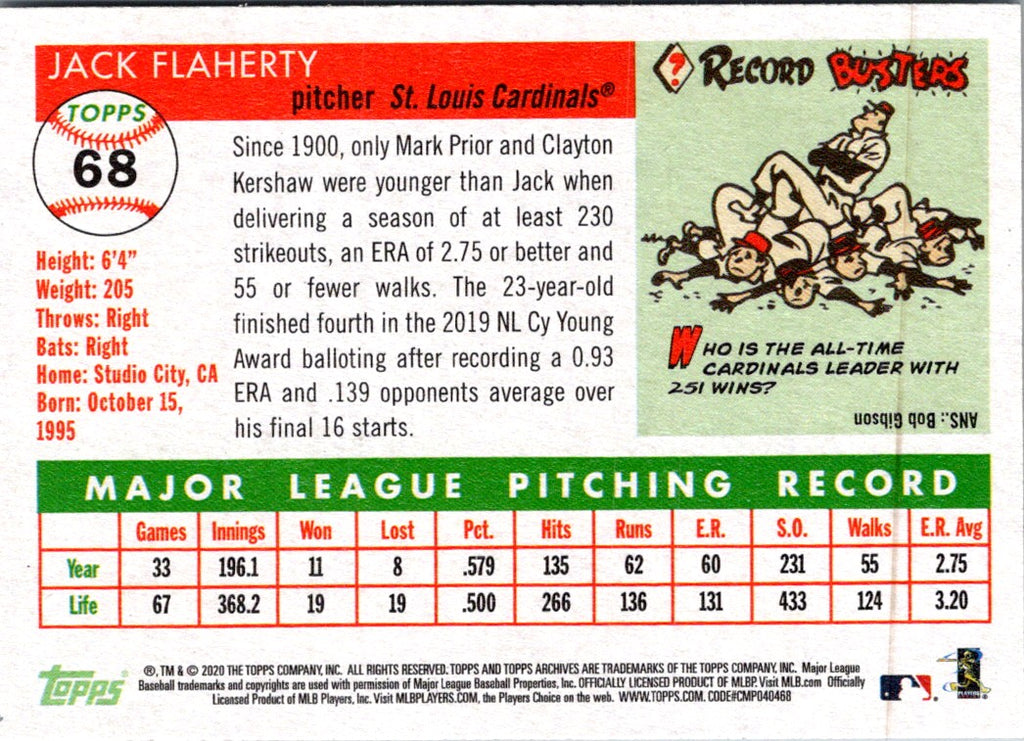 JACK FLAHERTY
pitcher St. Louis Cardinals®
TOPPS
68
Height: 6'4"
Weight: 205
Throws: Right
Bats: Right
Home: Studio City, CA
Born: October 15,
1995
Since 1900, only Mark Prior and Clayton
Kershaw were younger than Jack when
delivering a season of at least 230
strikeouts, an ERA of 2.75 or better and
55 or fewer walks. The 23-year-old
finished fourth in the 2019 NL Cy Young
Award balloting after recording a 0.93
ERA and .139 opponents average over
his final 16 starts.
? RECORD BUSTERS
WHO IS THE ALL-TIME
CARDINALS LEADER WITH
251 WINS?
ANS.: Bob Gibson
MAJOR LEAGUE PITCHING RECORD
Games Innings Won Lost Pct. Hits Runs E.R. S.O. Walks E.R. Avg
Year 33 196.1 11 8 .579 135 62 60 231 55 2.75
Life 67 368.2 19 19 .500 266 136 131 433 124 3.20
topps
®, TM & © 2020 THE TOPPS COMPANY, INC. ALL RIGHTS RESERVED. TOPPS AND TOPPS ARCHIVES ARE TRADEMARKS OF THE TOPPS COMPANY, INC. Major League
Baseball trademarks and copyrights are used with permission of Major League Baseball Properties, Inc. OFFICIALLY LICENSED PRODUCT OF MLBP. Visit MLB.com Officially
Licensed Product of MLB Players, Inc. Visit MLBPLAYERS.COM, the Players Choice on the web. WWW.TOPPS.COM. CODE#CMP040468